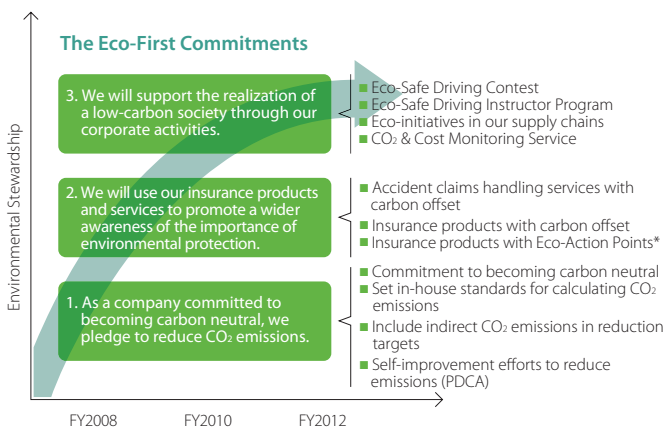 The Eco-First Commitments
Environmental Stewardship
3. We will support the realization of
a low-carbon society through our
corporate activities.
■ Eco-Safe Driving Contest
■ Eco-Safe Driving Instructor Program
■ Eco-initiatives in our supply chains
■ CO₂ & Cost Monitoring Service
2. We will use our insurance products
and services to promote a wider
awareness of the importance of
environmental protection.
■ Accident claims handling services with
carbon offset
■ Insurance products with carbon offset
■ Insurance products with Eco-Action Points*
1. As a company committed to
becoming carbon neutral, we
pledge to reduce CO₂ emissions.
■ Commitment to becoming carbon neutral
■ Set in-house standards for calculating CO₂
emissions
■ Include indirect CO₂ emissions in reduction
targets
■ Self-improvement efforts to reduce
emissions (PDCA)
FY2008 FY2010 FY2012